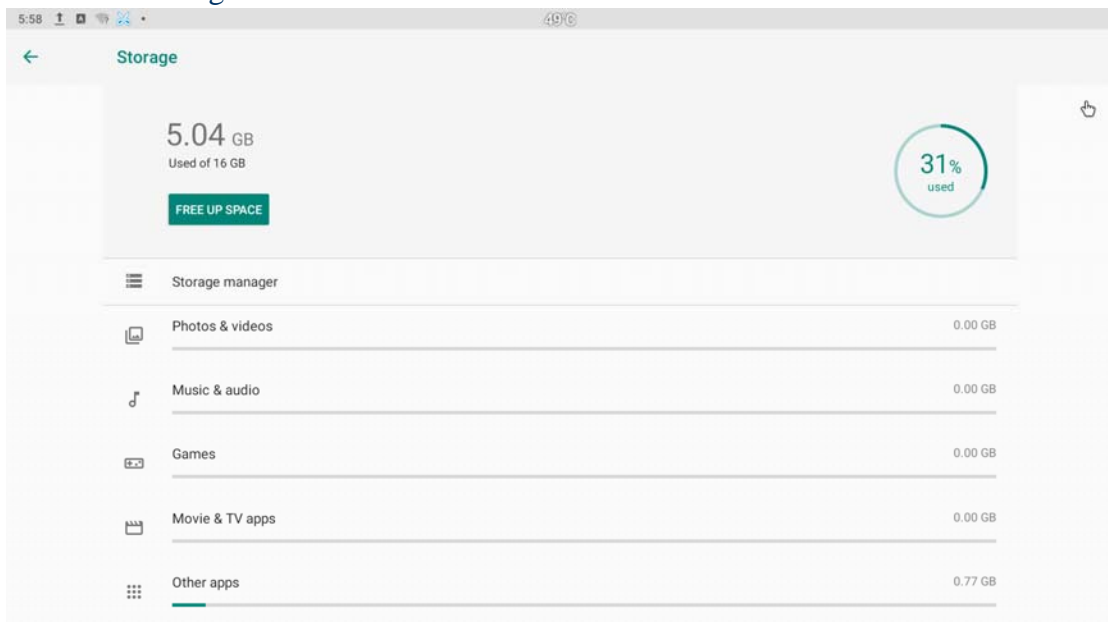 5:58
49°C
Storage
5.04 GB
Used of 16 GB
31%
used
FREE UP SPACE
Storage manager
Photos & videos
0.00 GB
Music & audio
0.00 GB
Games
0.00 GB
Movie & TV apps
0.00 GB
Other apps
0.77 GB